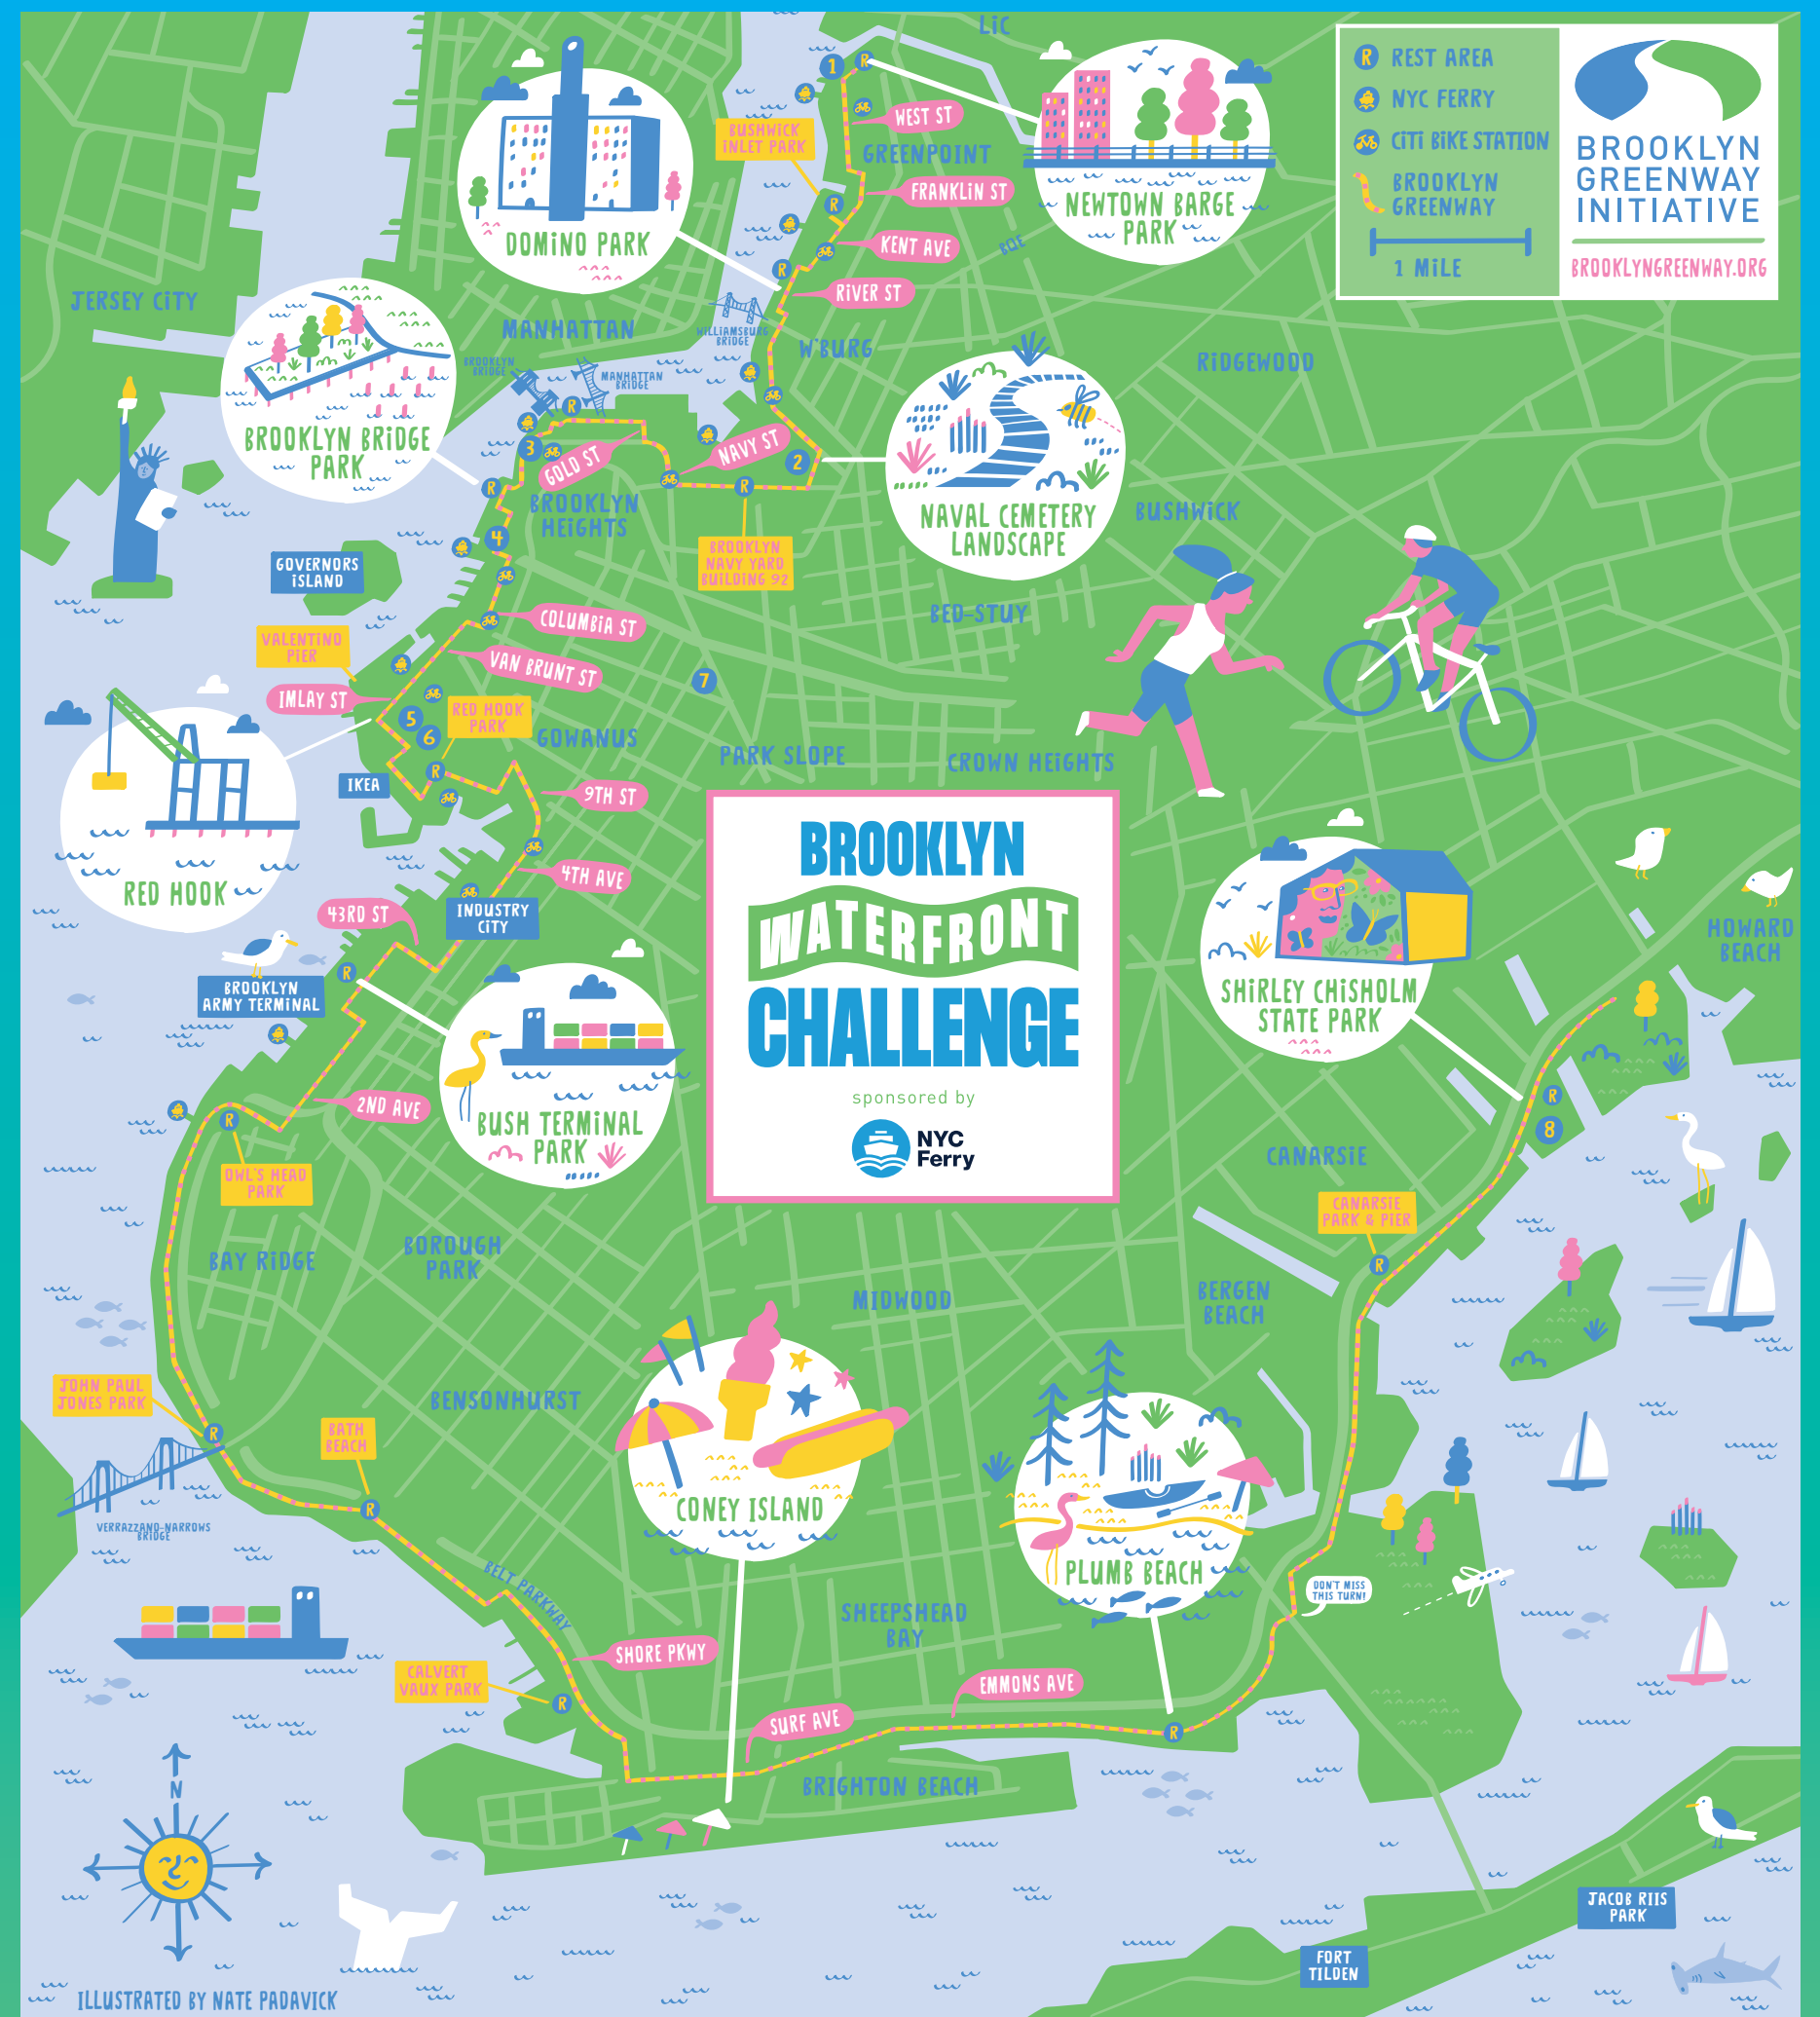 LIC
R REST AREA
NYC FERRY
CITI BIKE STATION
BROOKLYN
GREENWAY
1 MILE
BROOKLYN
GREENWAY
INITIATIVE
BROOKLYNGREENWAY.ORG
1
R
WEST ST
BUSHWICK
INLET PARK
GREENPOINT
FRANKLIN ST
R
NEWTOWN BARGE
PARK
DOMINO PARK
KENT AVE
BQE
R
RIVER ST
JERSEY CITY
MANHATTAN
WILLIAMSBURG
BRIDGE
W'BURG
RIDGEWOOD
BROOKLYN
BRIDGE
MANHATTAN
BRIDGE
R
BROOKLYN BRIDGE
PARK
3
GOLD ST
NAVY ST
2
R
R
BROOKLYN
HEIGHTS
NAVAL CEMETERY
LANDSCAPE
BUSHWICK
4
BROOKLYN
NAVY YARD
BUILDING 92
GOVERNORS
ISLAND
BED-STUY
COLUMBIA ST
VALENTINO
PIER
VAN BRUNT ST
7
IMLAY ST
5
RED HOOK
PARK
6
GOWANUS
PARK SLOPE
CROWN HEIGHTS
R
IKEA
9TH ST
RED HOOK
4TH AVE
43RD ST
INDUSTRY
CITY
BROOKLYN
WATERFRONT
CHALLENGE
sponsored by
NYC
Ferry
HOWARD
BEACH
R
BROOKLYN
ARMY TERMINAL
SHIRLEY CHISHOLM
STATE PARK
R
8
2ND AVE
R
BUSH TERMINAL
PARK
CANARSIE
OWL'S HEAD
PARK
CANARSIE
PARK & PIER
R
BAY RIDGE
BOROUGH
PARK
MIDWOOD
BERGEN
BEACH
JOHN PAUL
JONES PARK
R
BENSONHURST
BATH
BEACH
R
CONEY ISLAND
VERRAZZANO-NARROWS
BRIDGE
PLUMB BEACH
BELT PARKWAY
DON'T MISS
THIS TURN!
SHEEPSHEAD
BAY
SHORE PKWY
CALVERT
VAUX PARK
R
EMMONS AVE
SURF AVE
R
BRIGHTON BEACH
N
JACOB RIIS
PARK
FORT
TILDEN
ILLUSTRATED BY NATE PADAVICK